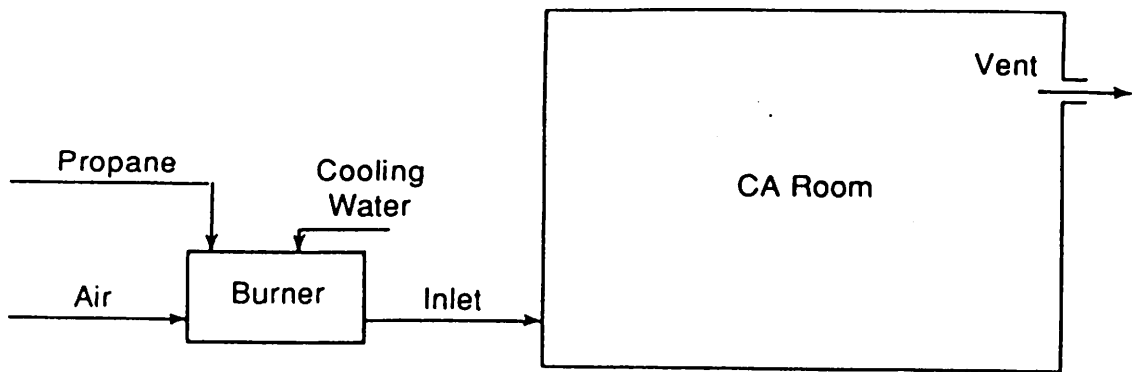 Vent
Propane
Cooling
Water
CA Room
Air
Burner
Inlet